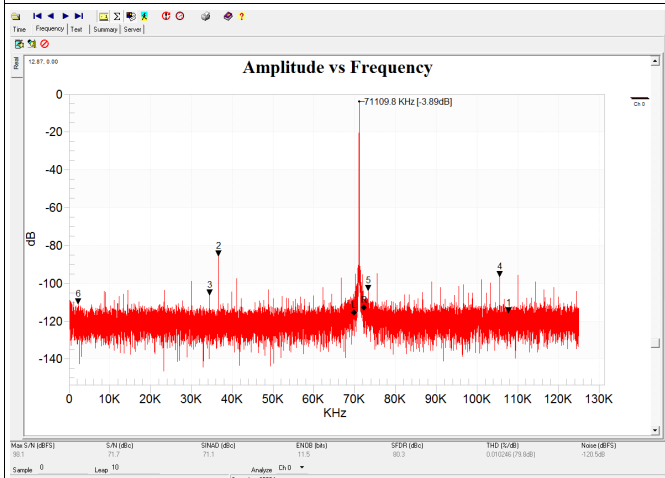 Time Frequency Text Summary Server
Real
12.87, 0.00
Amplitude vs Frequency
Ch 0
71109.8 KHz [-3.89dB]
0
-20
-40
-60
-80
-100
-120
-140
dB
6
3
2
5
4
1
0 10K 20K 30K 40K 50K 60K 70K 80K 90K 100K 110K 120K 130K
KHz
Max S/N (dBFS) S/N (dBc) SINAD (dBc) ENOB (bits) SFDR (dBc) THD (%/dB) Noise (dBFS)
98.1 71.7 71.1 11.5 80.3 0.010246 (79.8dB) -120.5dB
Sample 0 Leap 10 Analyze Ch 0